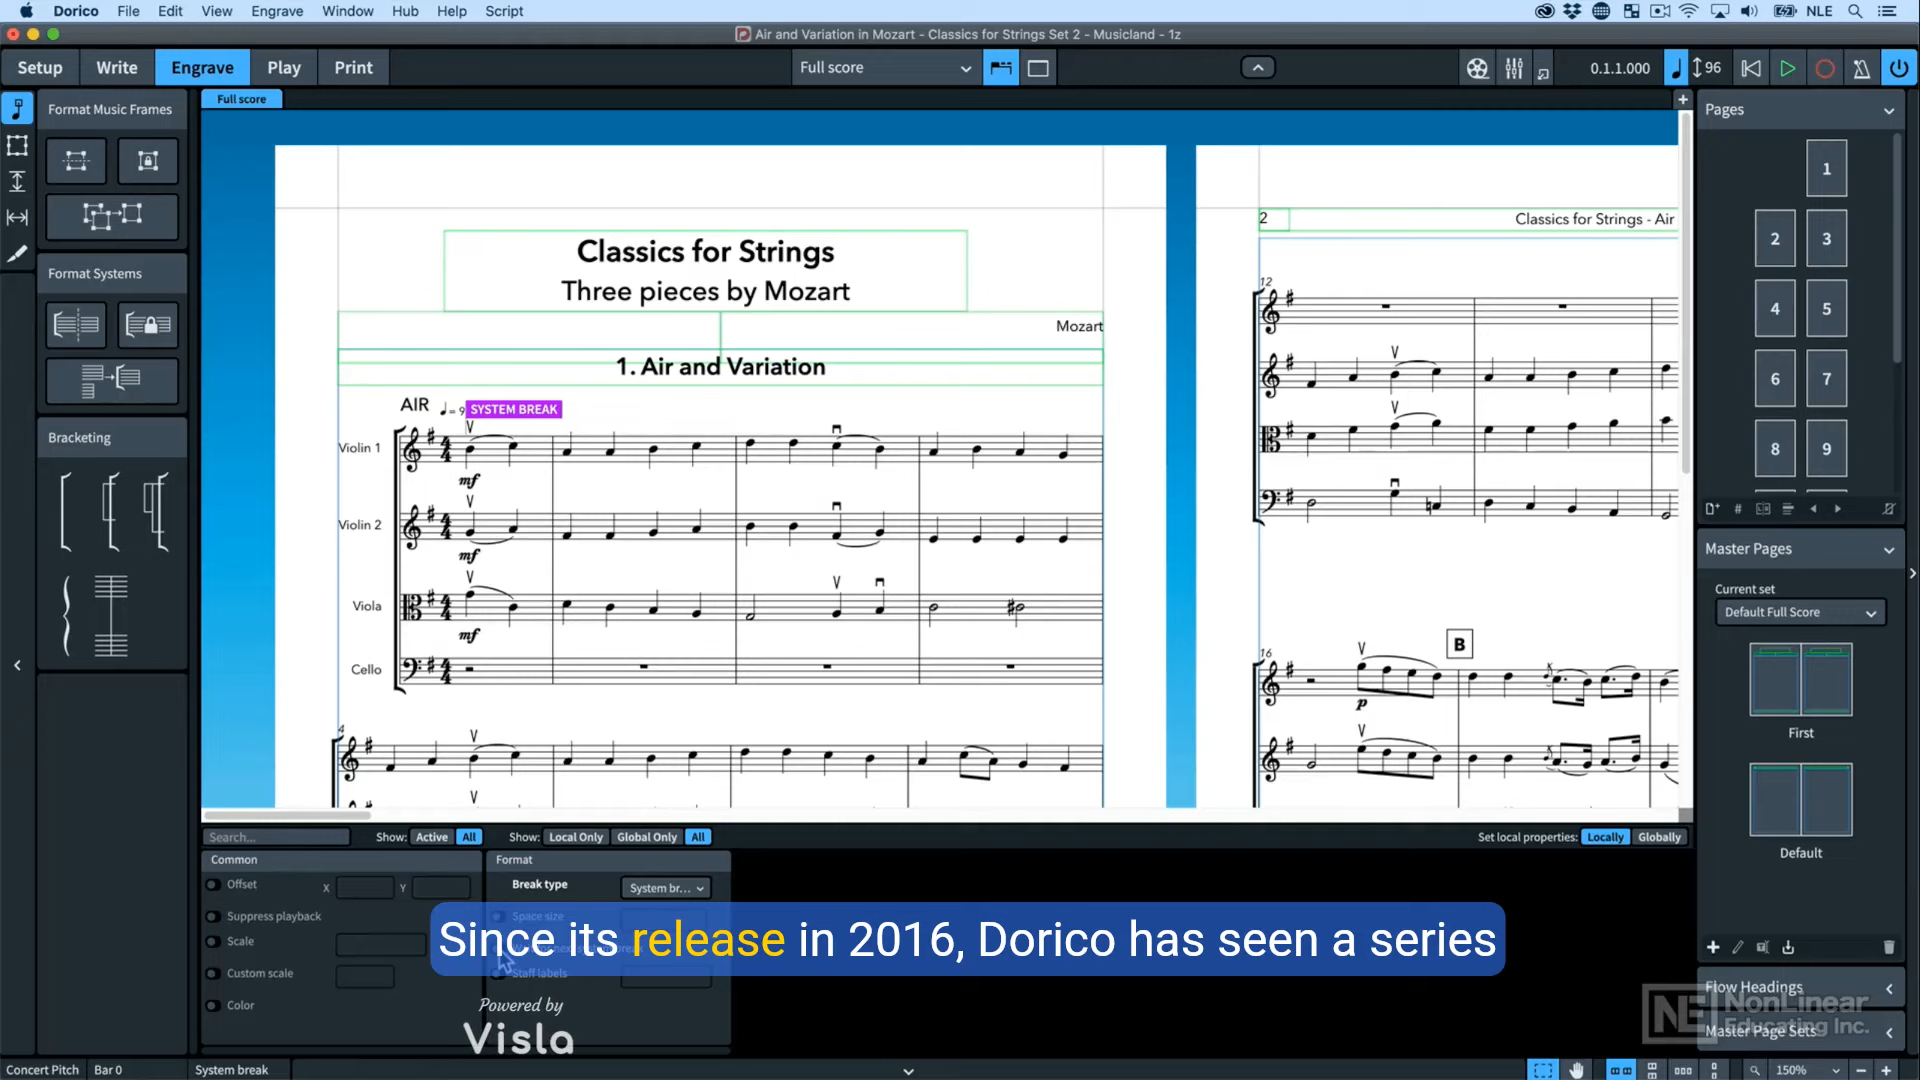 Dorico File Edit View Engrave Window Hub Help Script NLE
Air and Variation in Mozart - Classics for Strings Set 2 - Musicland - 1z
Setup Write Engrave Play Print Full score 0.1.1.000 96
Format Music Frames
Full score
Pages
1
2 3
4 5
6 7
8 9
Format Systems
Bracketing
Classics for Strings
Three pieces by Mozart
Mozart
1. Air and Variation
AIR ♩= 9 SYSTEM BREAK
Violin 1
mf
Violin 2
mf
Viola
mf
Cello
4
2 Classics for Strings - Air
12
16
B
p
Master Pages
Current set
Default Full Score
First
Default
Flow Headings
Master Page Sets
NE NonLinear
Educating Inc.
Search... Show: Active All Show: Local Only Global Only All Set local properties: Locally Globally
Common Format
Offset X Y Break type System br...
Suppress playback Space size
Scale
Custom scale Staff labels
Color
Since its release in 2016, Dorico has seen a series
Powered by
Visla
Concert Pitch Bar 0 System break 150%